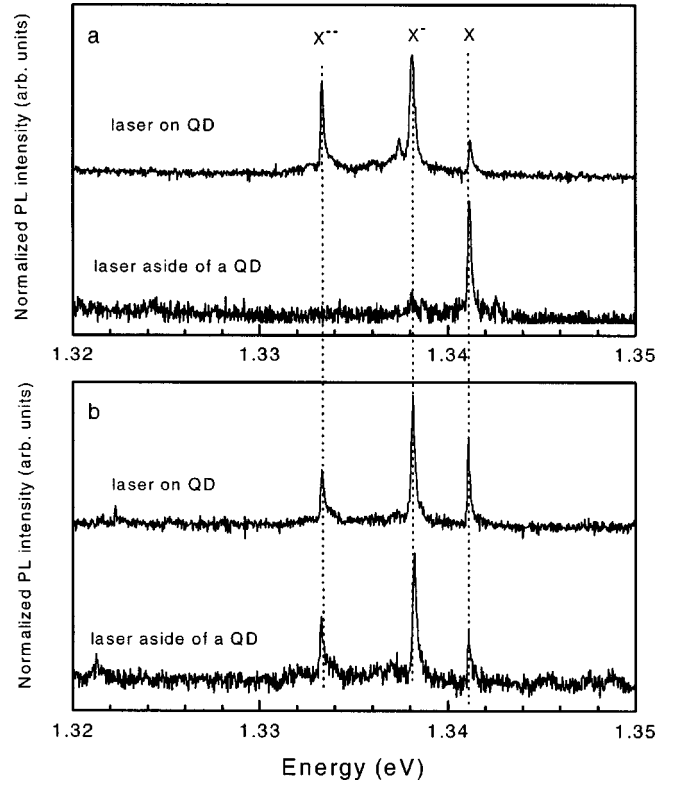 Normalized PL intensity (arb. units)
a
X-- X- X
laser on QD
laser aside of a QD
1.32 1.33 1.34 1.35
Normalized PL intensity (arb. units)
b
laser on QD
laser aside of a QD
1.32 1.33 1.34 1.35
Energy (eV)